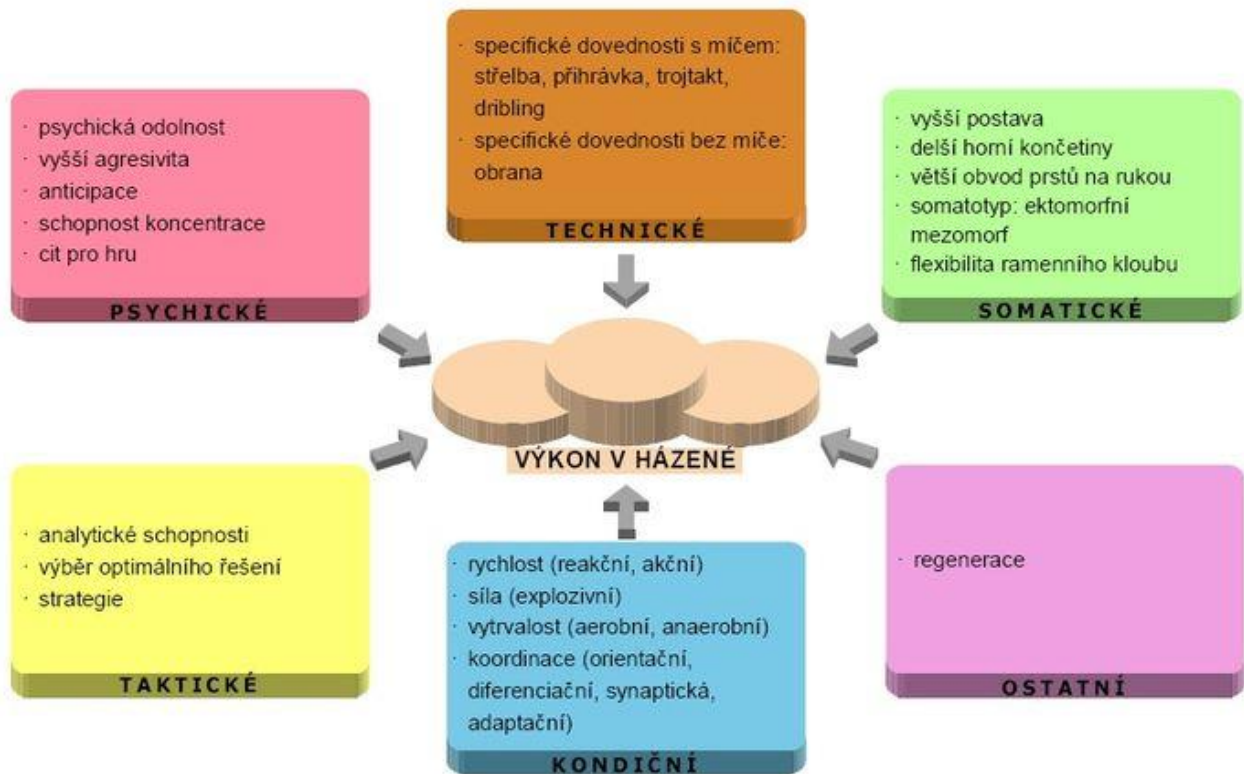 · psychická odolnost
· vyšší agresivita
· anticipace
· schopnost koncentrace
· cit pro hru
PSYCHICKÉ
· specifické dovednosti s míčem:
střelba, přihrávka, trojtakt,
dribling
· specifické dovednosti bez míče:
obrana
TECHNICKÉ
· vyšší postava
· delší horní končetiny
· větší obvod prstů na rukou
· somatotyp: ektomorfní
mezomorf
· flexibilita ramenního kloubu
SOMATICKÉ
VÝKON V HÁZENÉ
· analytické schopnosti
· výběr optimálního řešení
· strategie
TAKTICKÉ
· rychlost (reakční, akční)
· síla (explozivní)
· vytrvalost (aerobní, anaerobní)
· koordinace (orientační,
diferenciační, synaptická,
adaptační)
KONDIČNÍ
· regenerace
OSTATNÍ